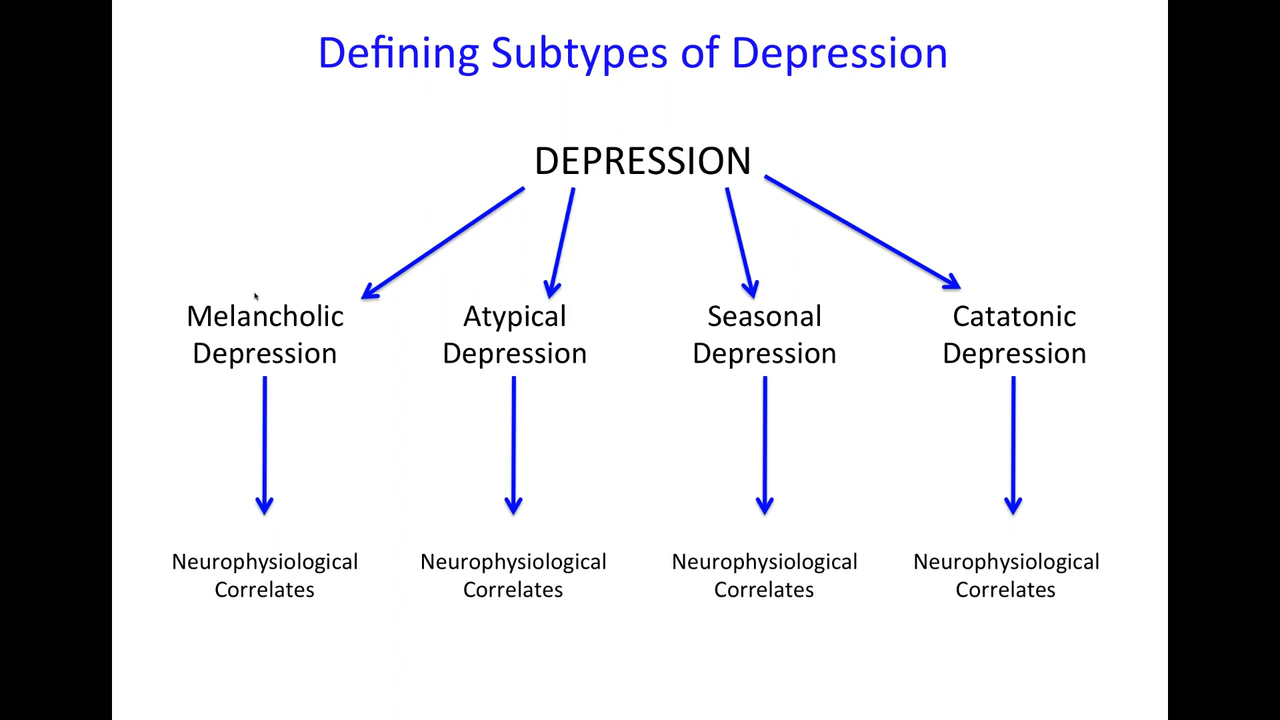 Defining Subtypes of Depression
DEPRESSION
Melancholic
Depression
Atypical
Depression
Seasonal
Depression
Catatonic
Depression
Neurophysiological
Correlates
Neurophysiological
Correlates
Neurophysiological
Correlates
Neurophysiological
Correlates